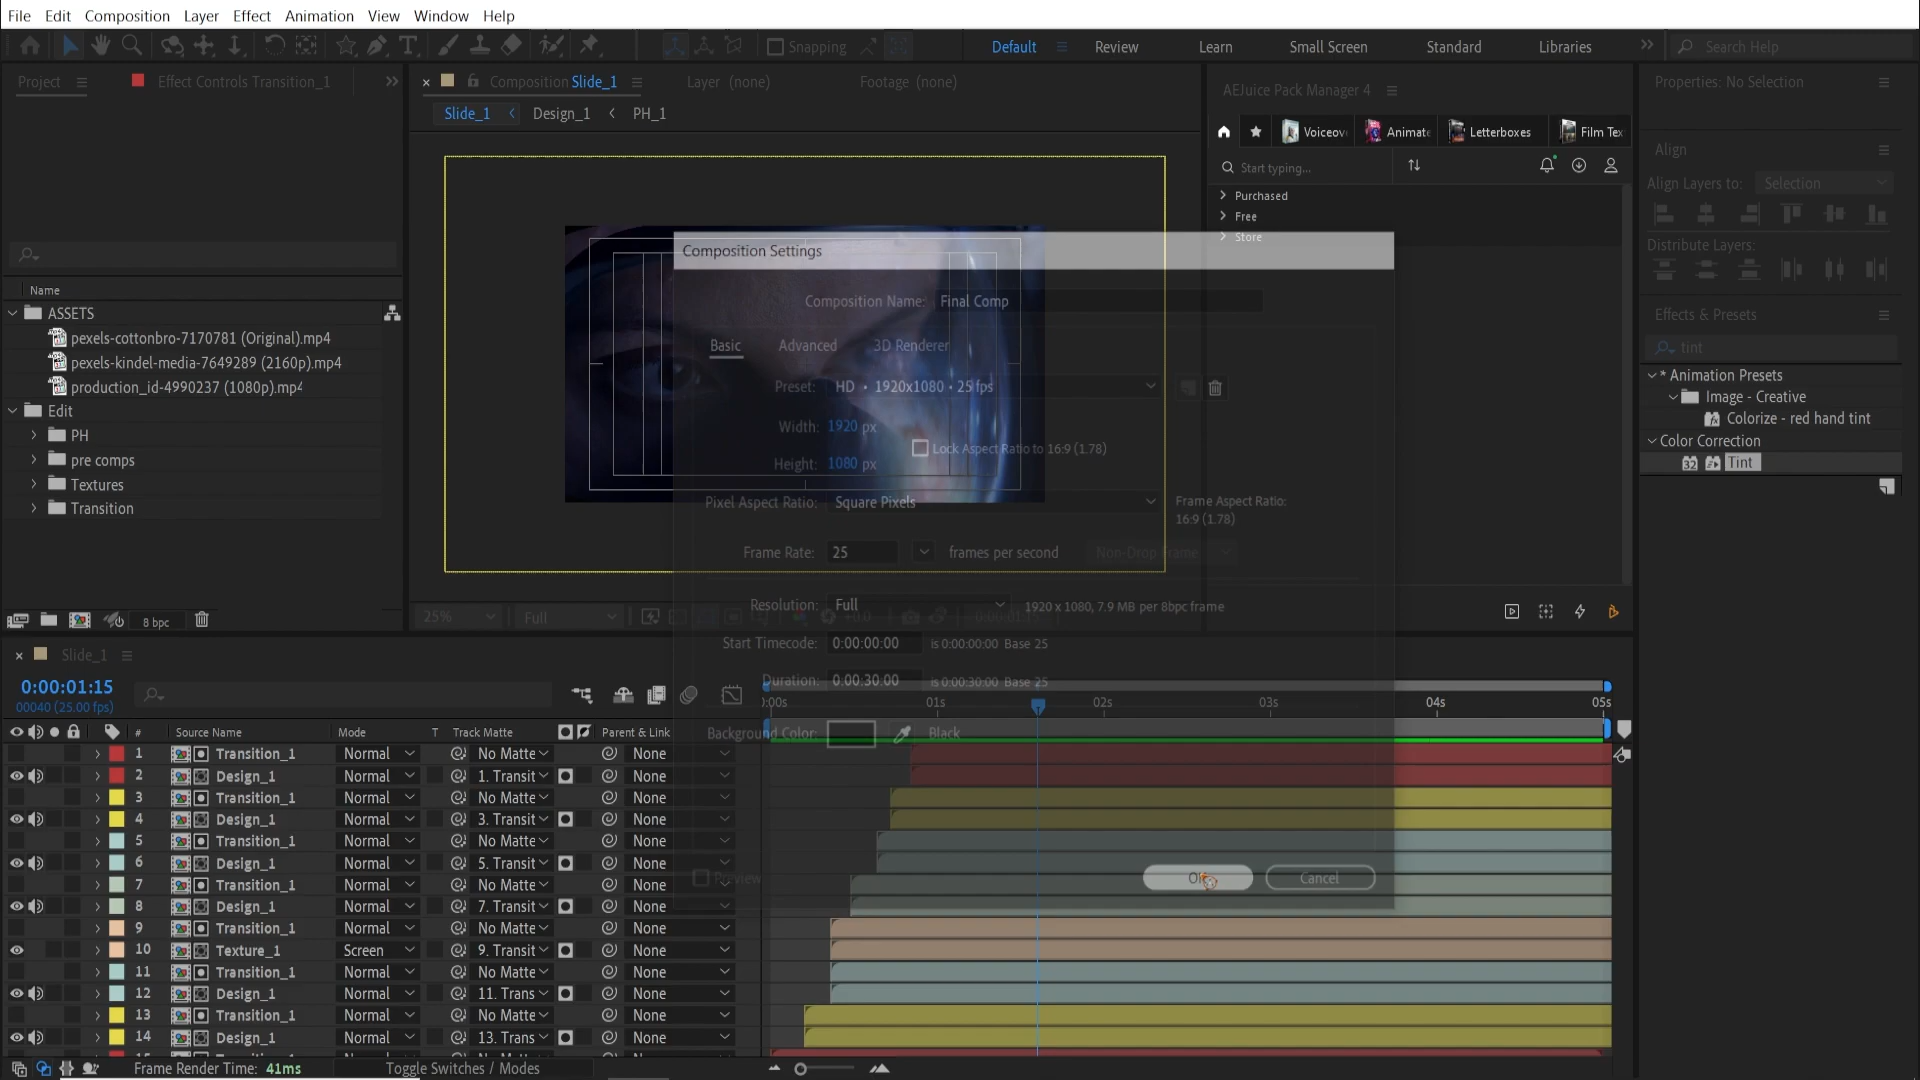 File Edit Composition Layer Effect Animation View Window Help
Snapping
Default Review Learn Small Screen Standard Libraries
Search Help
Project Effect Controls Transition_1
Composition Slide_1 Layer (none) Footage (none)
Slide_1 Design_1 PH_1
AEJuice Pack Manager 4
Voiceov Animate Letterboxes Film Tex
Start typing...
Purchased
Free
Store
Properties: No Selection
Align
Align Layers to: Selection
Distribute Layers:
Effects & Presets
tint
* Animation Presets
Image - Creative
Colorize - red hand tint
Color Correction
32 Tint
Name
ASSETS
pexels-cottonbro-7170781 (Original).mp4
pexels-kindel-media-7649289 (2160p).mp4
production_id-4990237 (1080p).mp4
Edit
PH
pre comps
Textures
Transition
8 bpc
Composition Settings
Composition Name: Final Comp
Basic Advanced 3D Renderer
Preset: HD • 1920x1080 • 25 fps
Width: 1920 px
Lock Aspect Ratio to 16:9 (1.78)
Height: 1080 px
Pixel Aspect Ratio: Square Pixels
Frame Aspect Ratio:
16:9 (1.78)
Frame Rate: 25 frames per second Non-Drop Frame
Resolution: Full 1920 x 1080, 7.9 MB per 8bpc frame
Start Timecode: 0:00:00:00 is 0:00:00:00 Base 25
Duration: 0:00:30:00 is 0:00:30:00 Base 25
Background Color: Black
Preview
OK Cancel
25% Full
Slide_1
0:00:01:15
00040 (25.00 fps)
:00s 01s 02s 03s 04s 05s
# Source Name Mode T Track Matte Parent & Link
1 Transition_1 Normal No Matte None
2 Design_1 Normal 1. Transit None
3 Transition_1 Normal No Matte None
4 Design_1 Normal 3. Transit None
5 Transition_1 Normal No Matte None
6 Design_1 Normal 5. Transit None
7 Transition_1 Normal No Matte None
8 Design_1 Normal 7. Transit None
9 Transition_1 Normal No Matte None
10 Texture_1 Screen 9. Transit None
11 Transition_1 Normal No Matte None
12 Design_1 Normal 11. Trans None
13 Transition_1 Normal No Matte None
14 Design_1 Normal 13. Trans None
Frame Render Time: 41ms Toggle Switches / Modes